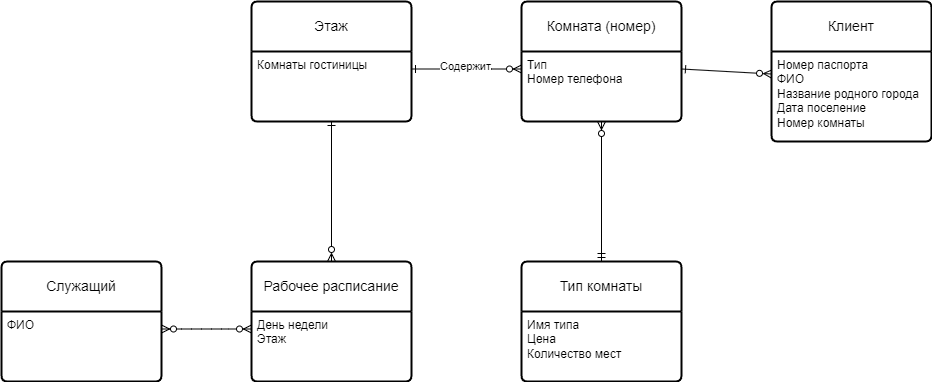 Этаж
Комнаты гостиницы
Содержит
Комната (номер)
Тип
Номер телефона
Клиент
Номер паспорта
ФИО
Название родного города
Дата поселение
Номер комнаты
Служащий
ФИО
Рабочее расписание
День недели
Этаж
Тип комнаты
Имя типа
Цена
Количество мест